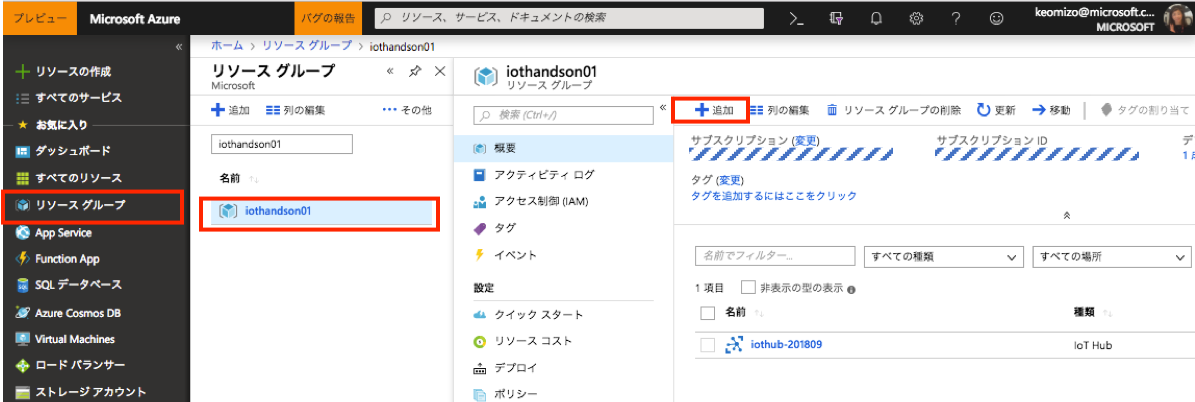 プレビュー
Microsoft Azure
バグの報告
リソース、サービス、ドキュメントの検索
keomizo@microsoft.c...
MICROSOFT
リソースの作成
すべてのサービス
お気に入り
ダッシュボード
すべてのリソース
リソース グループ
App Service
Function App
SQL データベース
Azure Cosmos DB
Virtual Machines
ロード バランサー
ストレージ アカウント
ホーム > リソース グループ > iothandson01
リソース グループ
Microsoft
追加 列の編集 ••• その他
iothandson01
名前
iothandson01
iothandson01
リソース グループ
検索 (Ctrl+/)
概要
アクティビティ ログ
アクセス制御 (IAM)
タグ
イベント
設定
クイック スタート
リソース コスト
デプロイ
ポリシー
追加 列の編集 リソース グループの削除 更新 移動 タグの割り当て
サブスクリプション (変更)
サブスクリプション ID
デ
タグ (変更)
タグを追加するにはここをクリック
名前でフィルター...
すべての種類
すべての場所
1 項目 非表示の型の表示
名前 種類
iothub-201809 IoT Hub